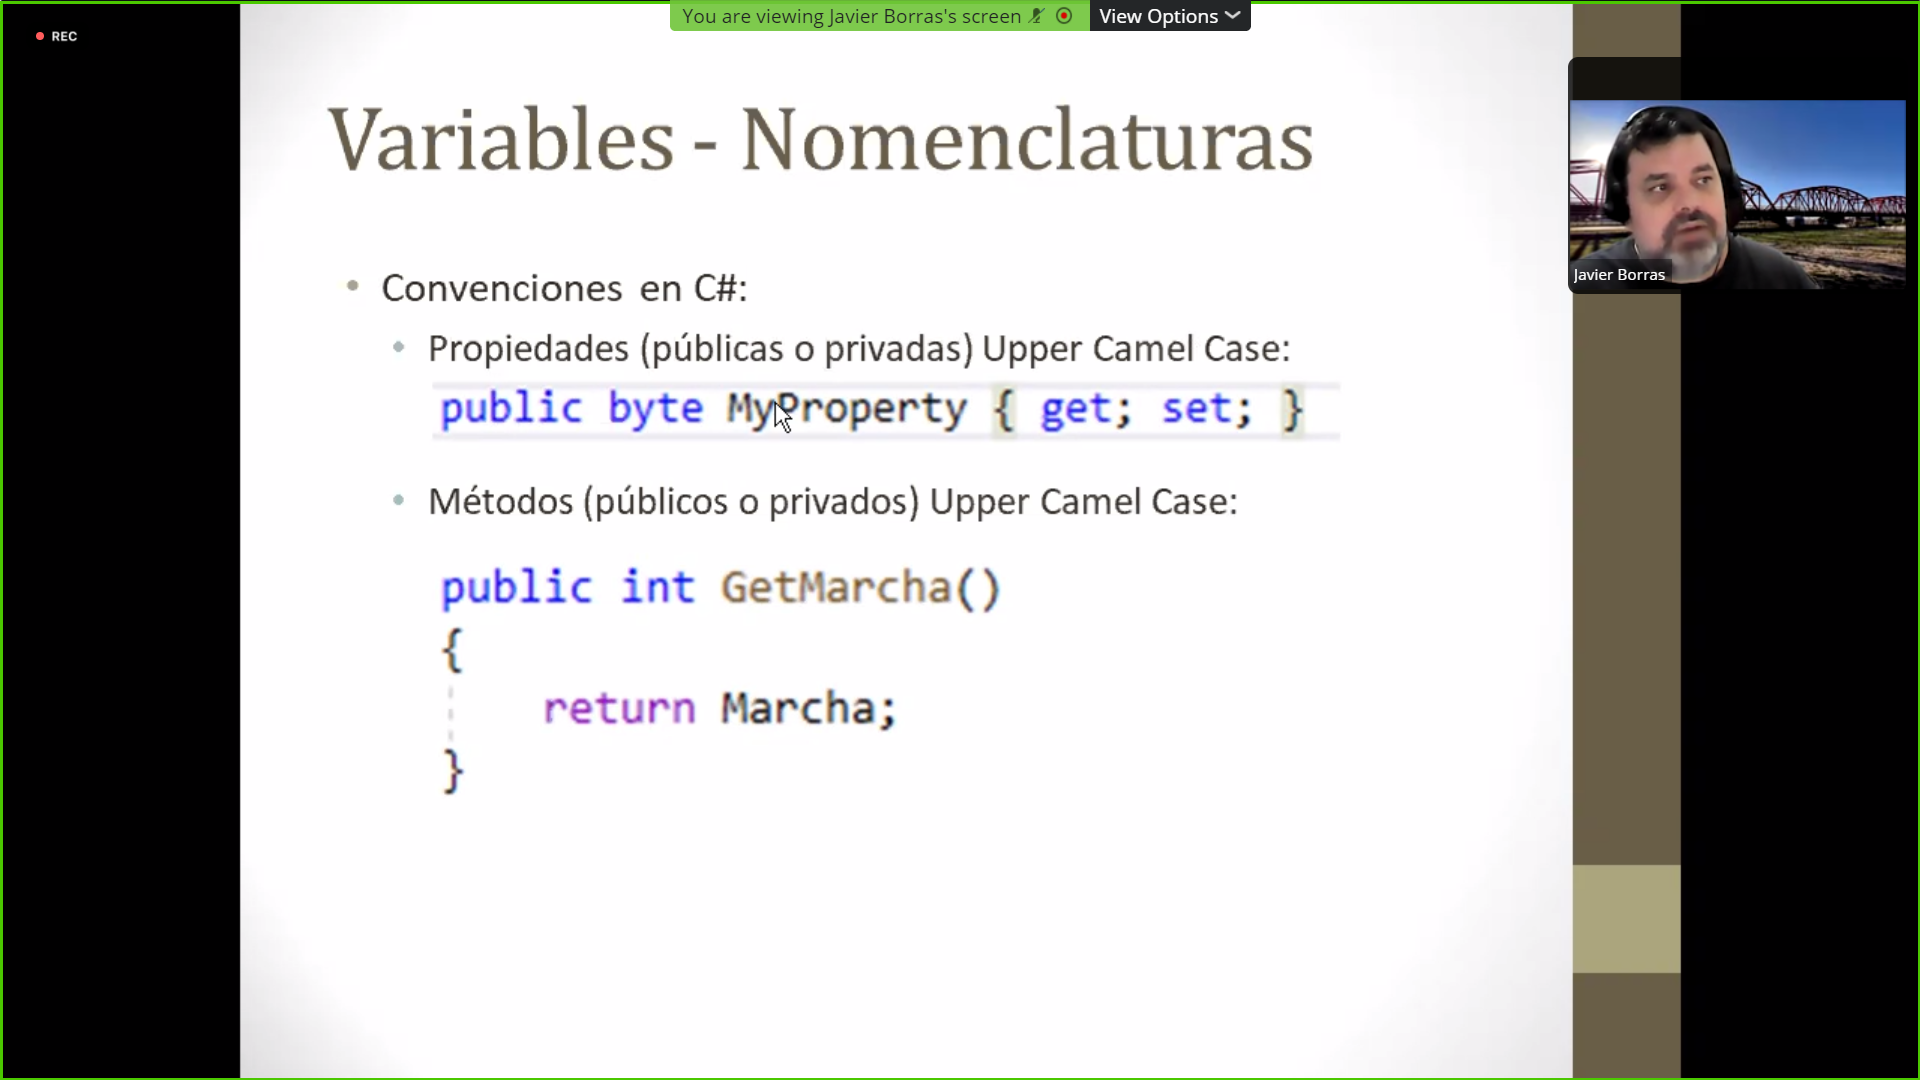 You are viewing Javier Borras's screen
View Options
REC
Variables - Nomenclaturas
Convenciones en C#:
Propiedades (públicas o privadas) Upper Camel Case:
public byte MyProperty { get; set; }
Métodos (públicos o privados) Upper Camel Case:
public int GetMarcha()
{
return Marcha;
}
Javier Borras